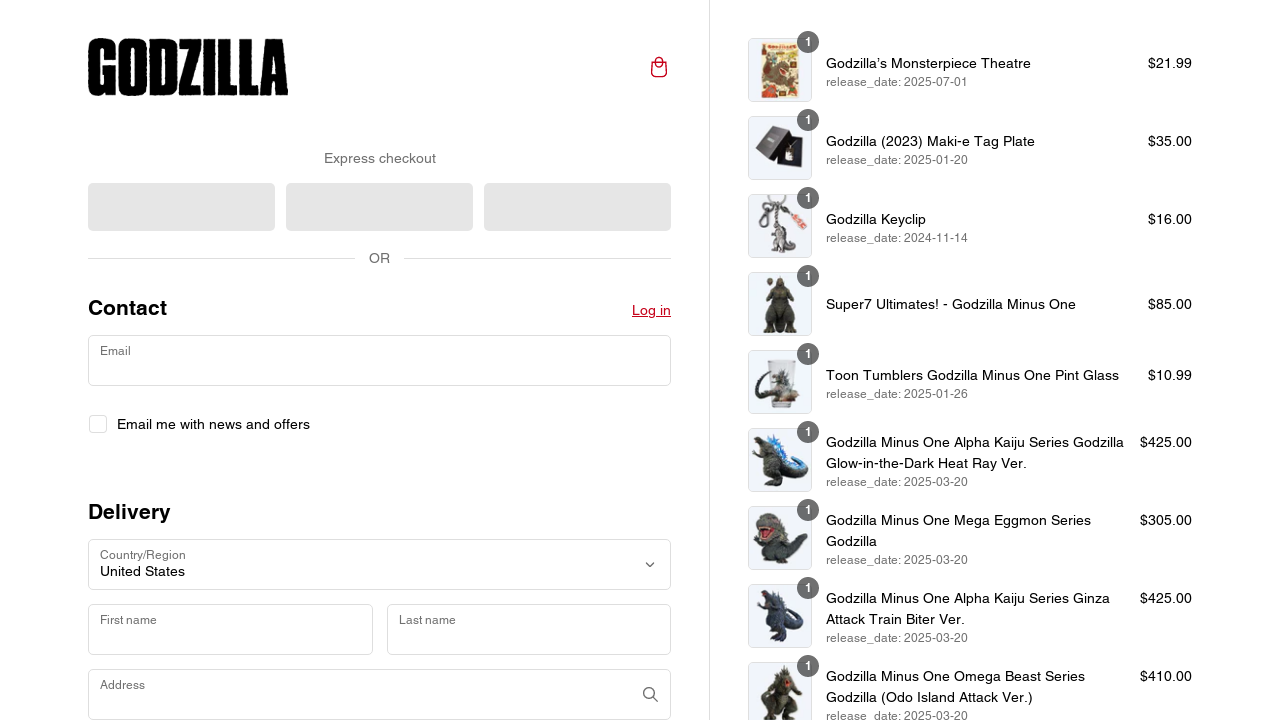 GODZILLA
Express checkout
OR
Contact
Log in
Email
Email me with news and offers
Delivery
Country/Region
United States
First name
Last name
Address
1
Godzilla’s Monsterpiece Theatre
$21.99
release_date: 2025-07-01
1
Godzilla (2023) Maki-e Tag Plate
$35.00
release_date: 2025-01-20
1
Godzilla Keyclip
$16.00
release_date: 2024-11-14
1
Super7 Ultimates! - Godzilla Minus One
$85.00
1
Toon Tumblers Godzilla Minus One Pint Glass
$10.99
release_date: 2025-01-26
1
Godzilla Minus One Alpha Kaiju Series Godzilla
$425.00
Glow-in-the-Dark Heat Ray Ver.
release_date: 2025-03-20
1
Godzilla Minus One Mega Eggmon Series
$305.00
Godzilla
release_date: 2025-03-20
1
Godzilla Minus One Alpha Kaiju Series Ginza
$425.00
Attack Train Biter Ver.
release_date: 2025-03-20
1
Godzilla Minus One Omega Beast Series
$410.00
Godzilla (Odo Island Attack Ver.)
release_date: 2025-03-20